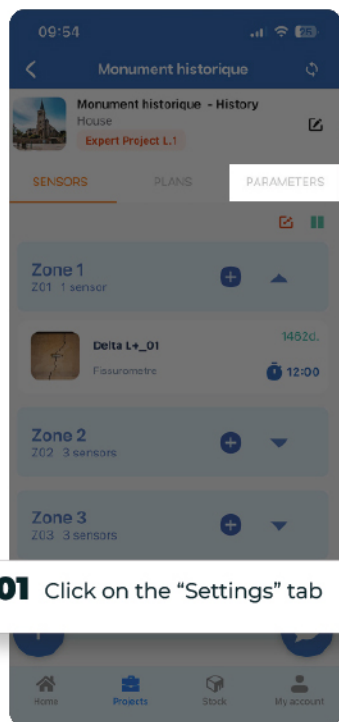 09:54
Monument historique
Monument historique - History
House
Expert Project L.1
SENSORS PLANS PARAMETERS
Zone 1
Z01 1 sensor
Delta L+_01 1462d.
Fissurometre 12:00
Zone 2
Z02 3 sensors
Zone 3
Z03 3 sensors
01 Click on the “Settings” tab
Home Projects Stock My account